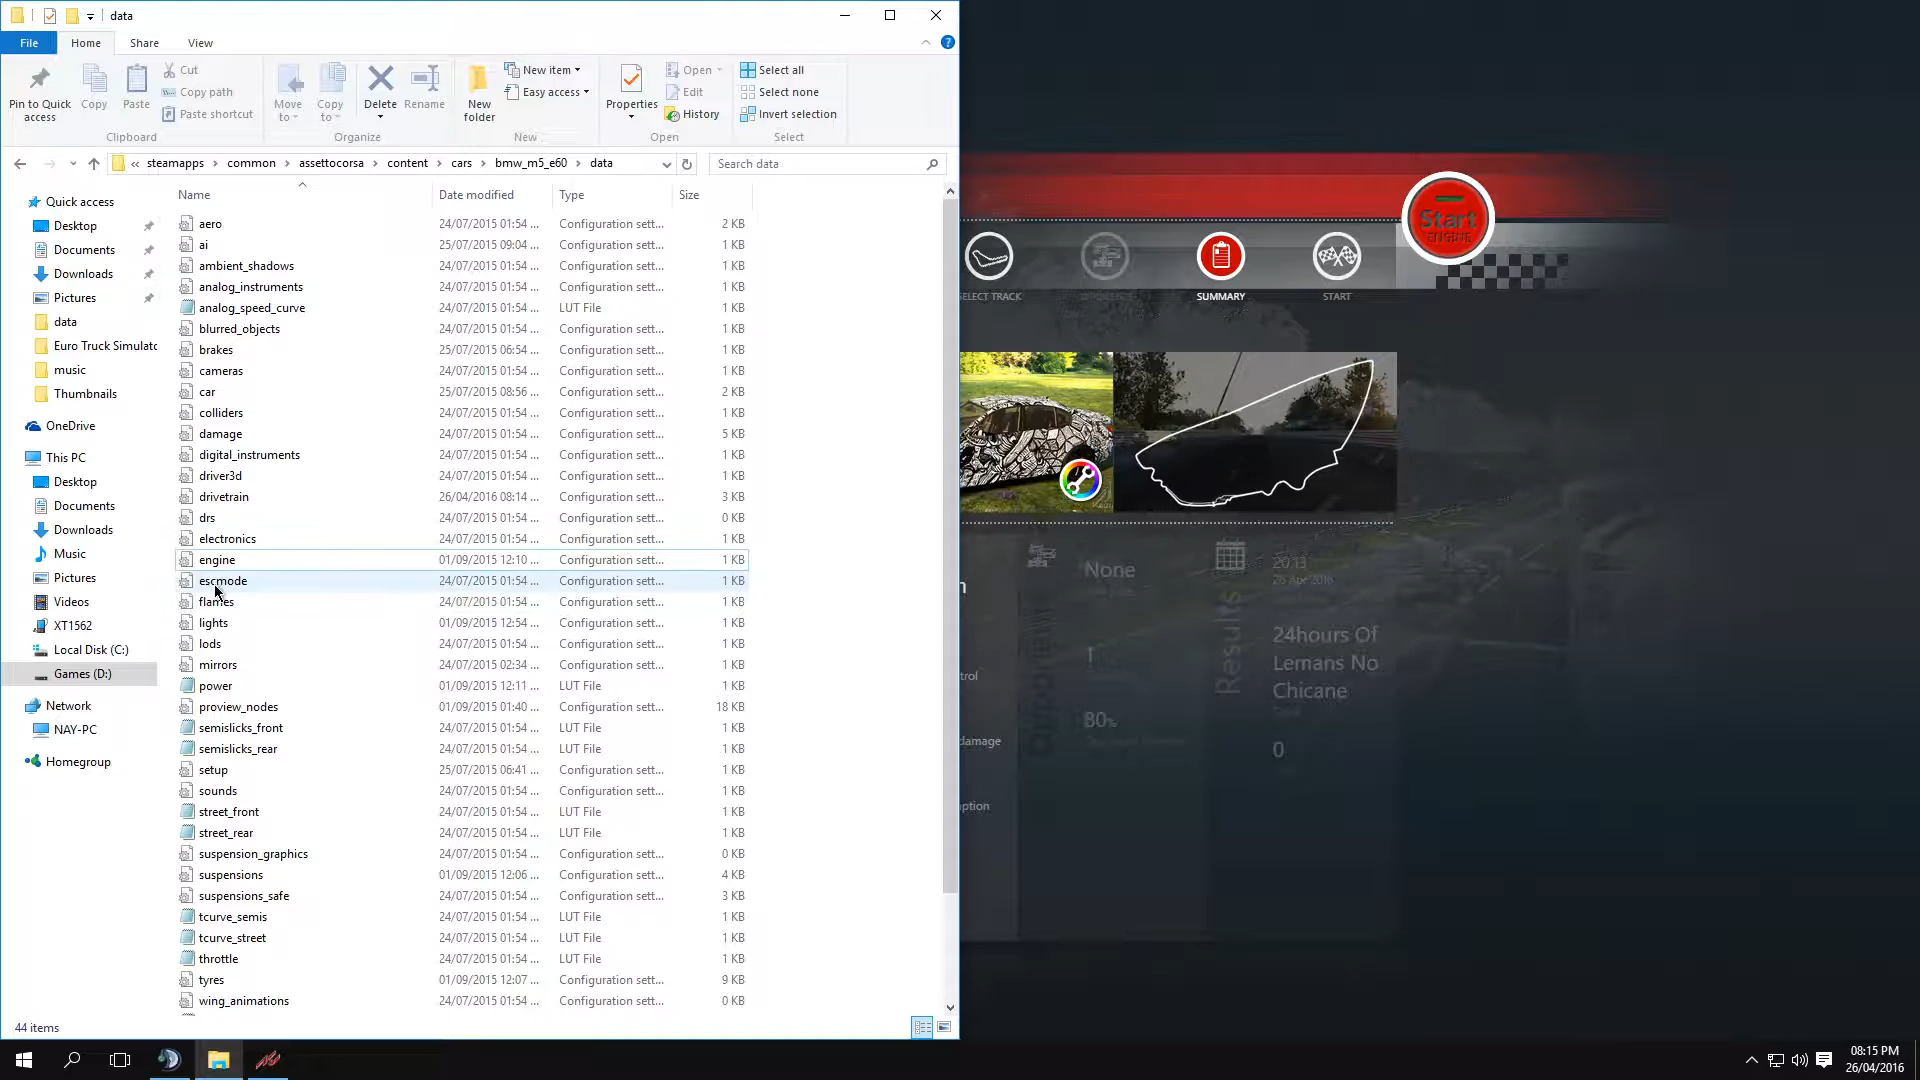 data
File
Home
Share
View
Pin to Quick access
Copy
Paste
Cut
Copy path
Paste shortcut
Clipboard
Move to
Copy to
Delete
Rename
Organize
New folder
New item
Easy access
New
Properties
Open
Edit
History
Open
Select all
Select none
Invert selection
Select
« steamapps > common > assettocorsa > content > cars > bmw_m5_e60 > data
Search data
Quick access
Desktop
Documents
Downloads
Pictures
data
Euro Truck Simulato
music
Thumbnails
OneDrive
This PC
Desktop
Documents
Downloads
Music
Pictures
Videos
XT1562
Local Disk (C:)
Games (D:)
Network
NAY-PC
Homegroup
Name Date modified Type Size
aero 24/07/2015 01:54 ... Configuration sett... 2 KB
ai 25/07/2015 09:04 ... Configuration sett... 1 KB
ambient_shadows 24/07/2015 01:54 ... Configuration sett... 1 KB
analog_instruments 24/07/2015 01:54 ... Configuration sett... 1 KB
analog_speed_curve 24/07/2015 01:54 ... LUT File 1 KB
blurred_objects 24/07/2015 01:54 ... Configuration sett... 1 KB
brakes 25/07/2015 06:54 ... Configuration sett... 1 KB
cameras 24/07/2015 01:54 ... Configuration sett... 1 KB
car 25/07/2015 08:56 ... Configuration sett... 2 KB
colliders 24/07/2015 01:54 ... Configuration sett... 1 KB
damage 24/07/2015 01:54 ... Configuration sett... 5 KB
digital_instruments 24/07/2015 01:54 ... Configuration sett... 1 KB
driver3d 24/07/2015 01:54 ... Configuration sett... 1 KB
drivetrain 26/04/2016 08:14 ... Configuration sett... 3 KB
drs 24/07/2015 01:54 ... Configuration sett... 0 KB
electronics 24/07/2015 01:54 ... Configuration sett... 1 KB
engine 01/09/2015 12:10 ... Configuration sett... 1 KB
escmode 24/07/2015 01:54 ... Configuration sett... 1 KB
flames 24/07/2015 01:54 ... Configuration sett... 1 KB
lights 01/09/2015 12:54 ... Configuration sett... 1 KB
lods 24/07/2015 01:54 ... Configuration sett... 1 KB
mirrors 24/07/2015 02:34 ... Configuration sett... 1 KB
power 01/09/2015 12:11 ... LUT File 1 KB
proview_nodes 01/09/2015 01:40 ... Configuration sett... 18 KB
semislicks_front 24/07/2015 01:54 ... LUT File 1 KB
semislicks_rear 24/07/2015 01:54 ... LUT File 1 KB
setup 25/07/2015 06:41 ... Configuration sett... 1 KB
sounds 24/07/2015 01:54 ... Configuration sett... 1 KB
street_front 24/07/2015 01:54 ... LUT File 1 KB
street_rear 24/07/2015 01:54 ... LUT File 1 KB
suspension_graphics 24/07/2015 01:54 ... Configuration sett... 0 KB
suspensions 01/09/2015 12:06 ... Configuration sett... 4 KB
suspensions_safe 24/07/2015 01:54 ... Configuration sett... 3 KB
tcurve_semis 24/07/2015 01:54 ... LUT File 1 KB
tcurve_street 24/07/2015 01:54 ... LUT File 1 KB
throttle 24/07/2015 01:54 ... LUT File 1 KB
tyres 01/09/2015 12:07 ... Configuration sett... 9 KB
wing_animations 24/07/2015 01:54 ... Configuration sett... 0 KB
44 items
Start
ENGINE
SELECT TRACK
SUMMARY
START
None
1
80%
Results
20:13
26 Apr 2016
24hours Of
Lemans No
Chicane
0
trol
damage
ption
08:15 PM
26/04/2016